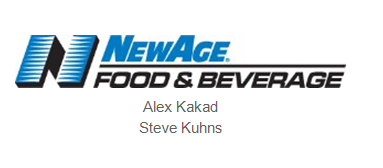 NEWAGE®
FOOD & BEVERAGE
Alex Kakad
Steve Kuhns